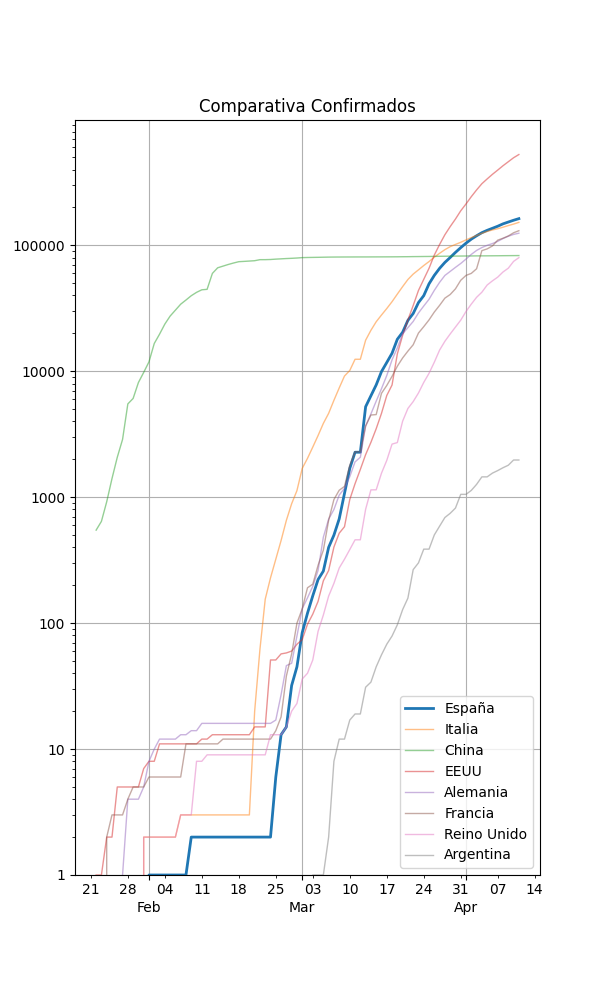 Comparativa Confirmados
100000
10000
1000
100
10
1
España
Italia
China
EEUU
Alemania
Francia
Reino Unido
Argentina
21 28 04 11 18 25 03 10 17 24 31 07 14
Feb Mar Apr